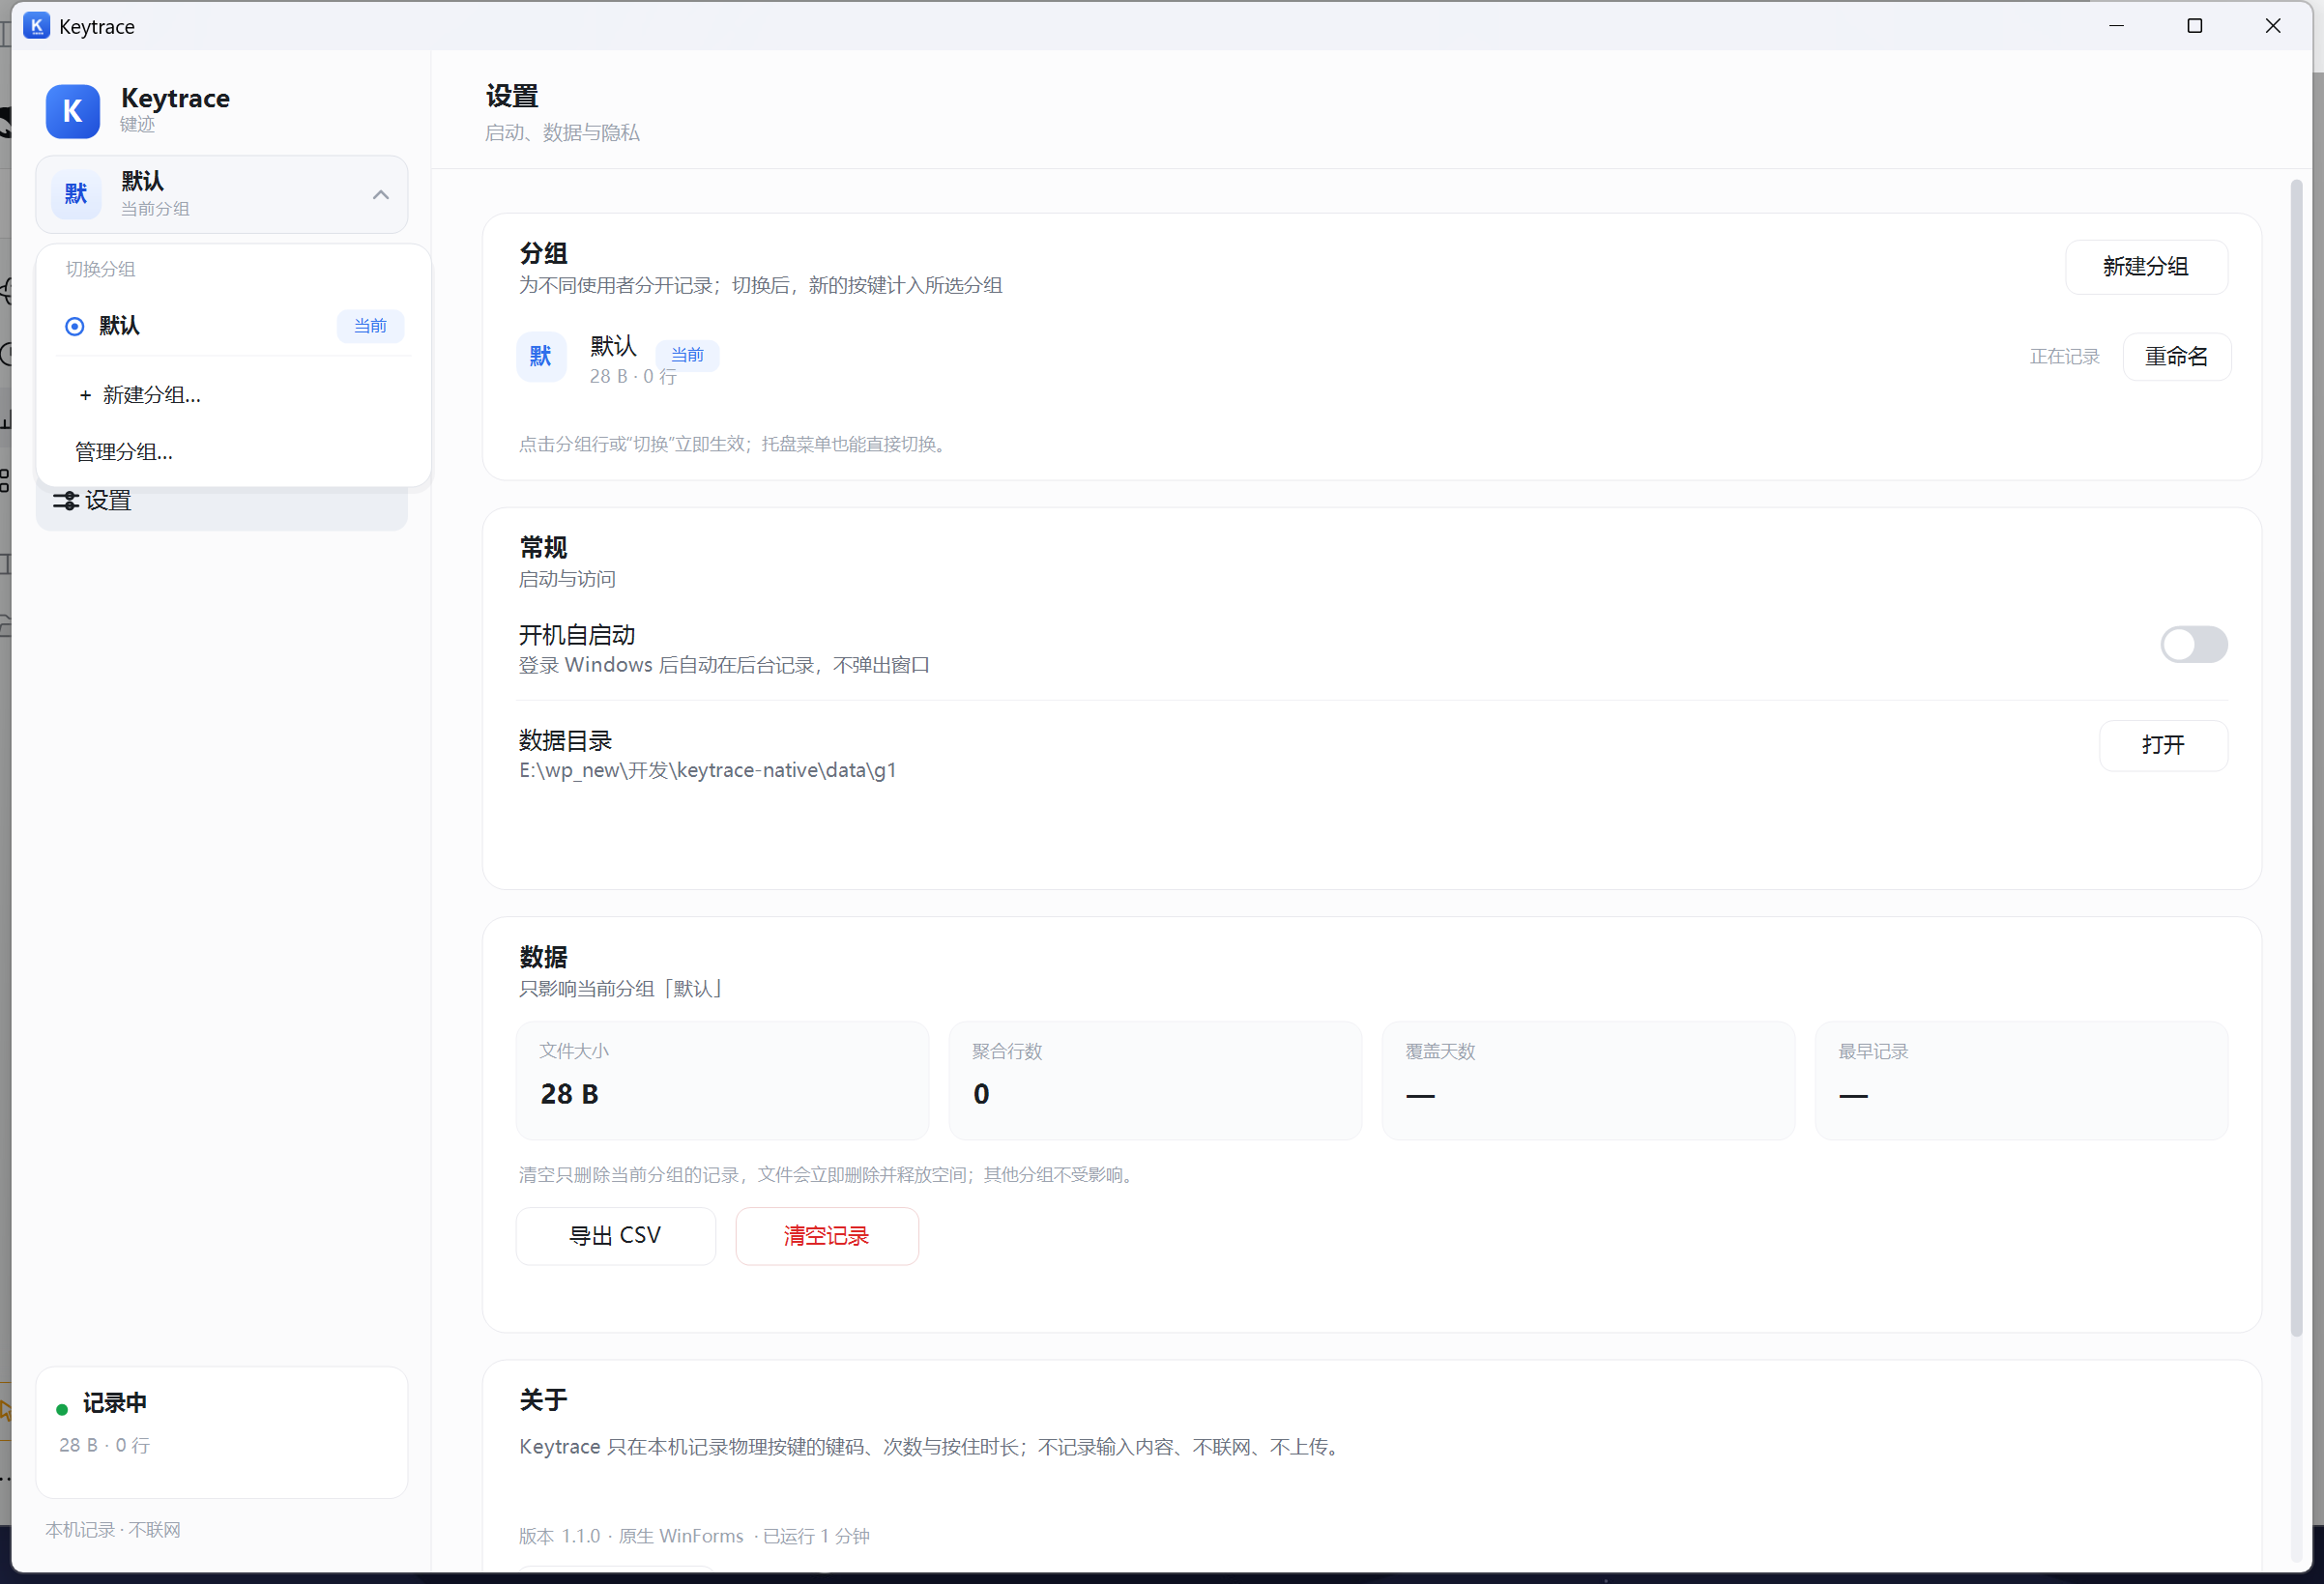 Keytrace
K
Keytrace
键迹
默
默认
当前分组
切换分组
默认
当前
+ 新建分组...
管理分组...
设置
记录中
28 B · 0 行
本机记录 · 不联网
设置
启动、数据与隐私
分组
为不同使用者分开记录；切换后，新的按键计入所选分组
新建分组
默
默认
当前
28 B · 0 行
正在记录
重命名
点击分组行或“切换”立即生效；托盘菜单也能直接切换。
常规
启动与访问
开机自启动
登录 Windows 后自动在后台记录，不弹出窗口
数据目录
E:\wp_new\开发\keytrace-native\data\g1
打开
数据
只影响当前分组「默认」
文件大小
28 B
聚合行数
0
覆盖天数
—
最早记录
—
清空只删除当前分组的记录，文件会立即删除并释放空间；其他分组不受影响。
导出 CSV
清空记录
关于
Keytrace 只在本机记录物理按键的键码、次数与按住时长；不记录输入内容、不联网、不上传。
版本 1.1.0 · 原生 WinForms · 已运行 1 分钟